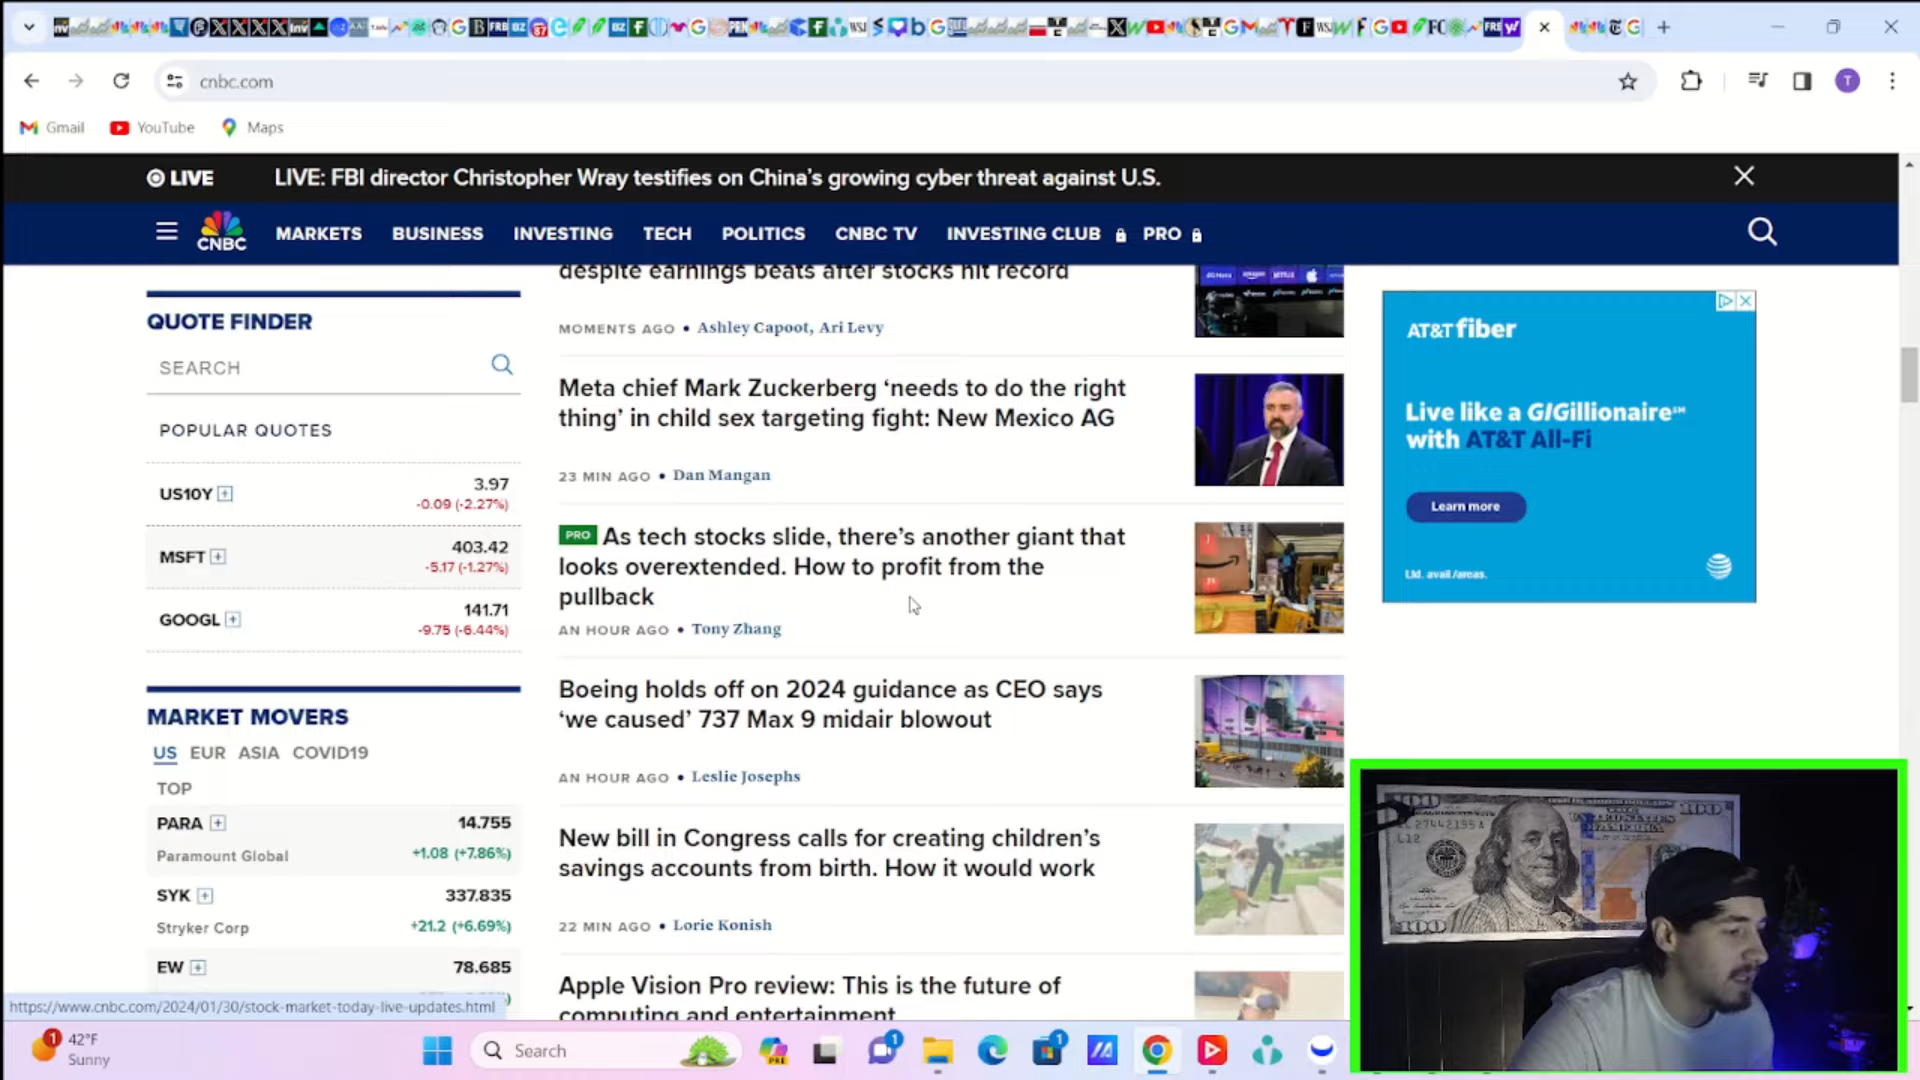 cnbc.com
Gmail
YouTube
Maps
LIVE
LIVE: FBI director Christopher Wray testifies on China’s growing cyber threat against U.S.
CNBC
MARKETS
BUSINESS
INVESTING
TECH
POLITICS
CNBC TV
INVESTING CLUB
PRO
QUOTE FINDER
SEARCH
POPULAR QUOTES
US10Y
3.97
-0.09 (-2.27%)
MSFT
403.42
-5.17 (-1.27%)
GOOGL
141.71
-9.75 (-6.44%)
MARKET MOVERS
US EUR ASIA COVID19
TOP
PARA
14.755
Paramount Global
+1.08 (+7.86%)
SYK
337.835
Stryker Corp
+21.2 (+6.69%)
EW
78.685
despite earnings beats after stocks hit record
MOMENTS AGO • Ashley Capoot, Ari Levy
Meta chief Mark Zuckerberg ‘needs to do the right
thing’ in child sex targeting fight: New Mexico AG
23 MIN AGO • Dan Mangan
PRO As tech stocks slide, there’s another giant that
looks overextended. How to profit from the
pullback
AN HOUR AGO • Tony Zhang
Boeing holds off on 2024 guidance as CEO says
‘we caused’ 737 Max 9 midair blowout
AN HOUR AGO • Leslie Josephs
New bill in Congress calls for creating children’s
savings accounts from birth. How it would work
22 MIN AGO • Lorie Konish
Apple Vision Pro review: This is the future of
computing and entertainment
AT&T fiber
Live like a GIGillionaire℠
with AT&T All-Fi
Learn more
Ltd. avail./areas.
https://www.cnbc.com/2024/01/30/stock-market-today-live-updates.html
42°F
Sunny
Search